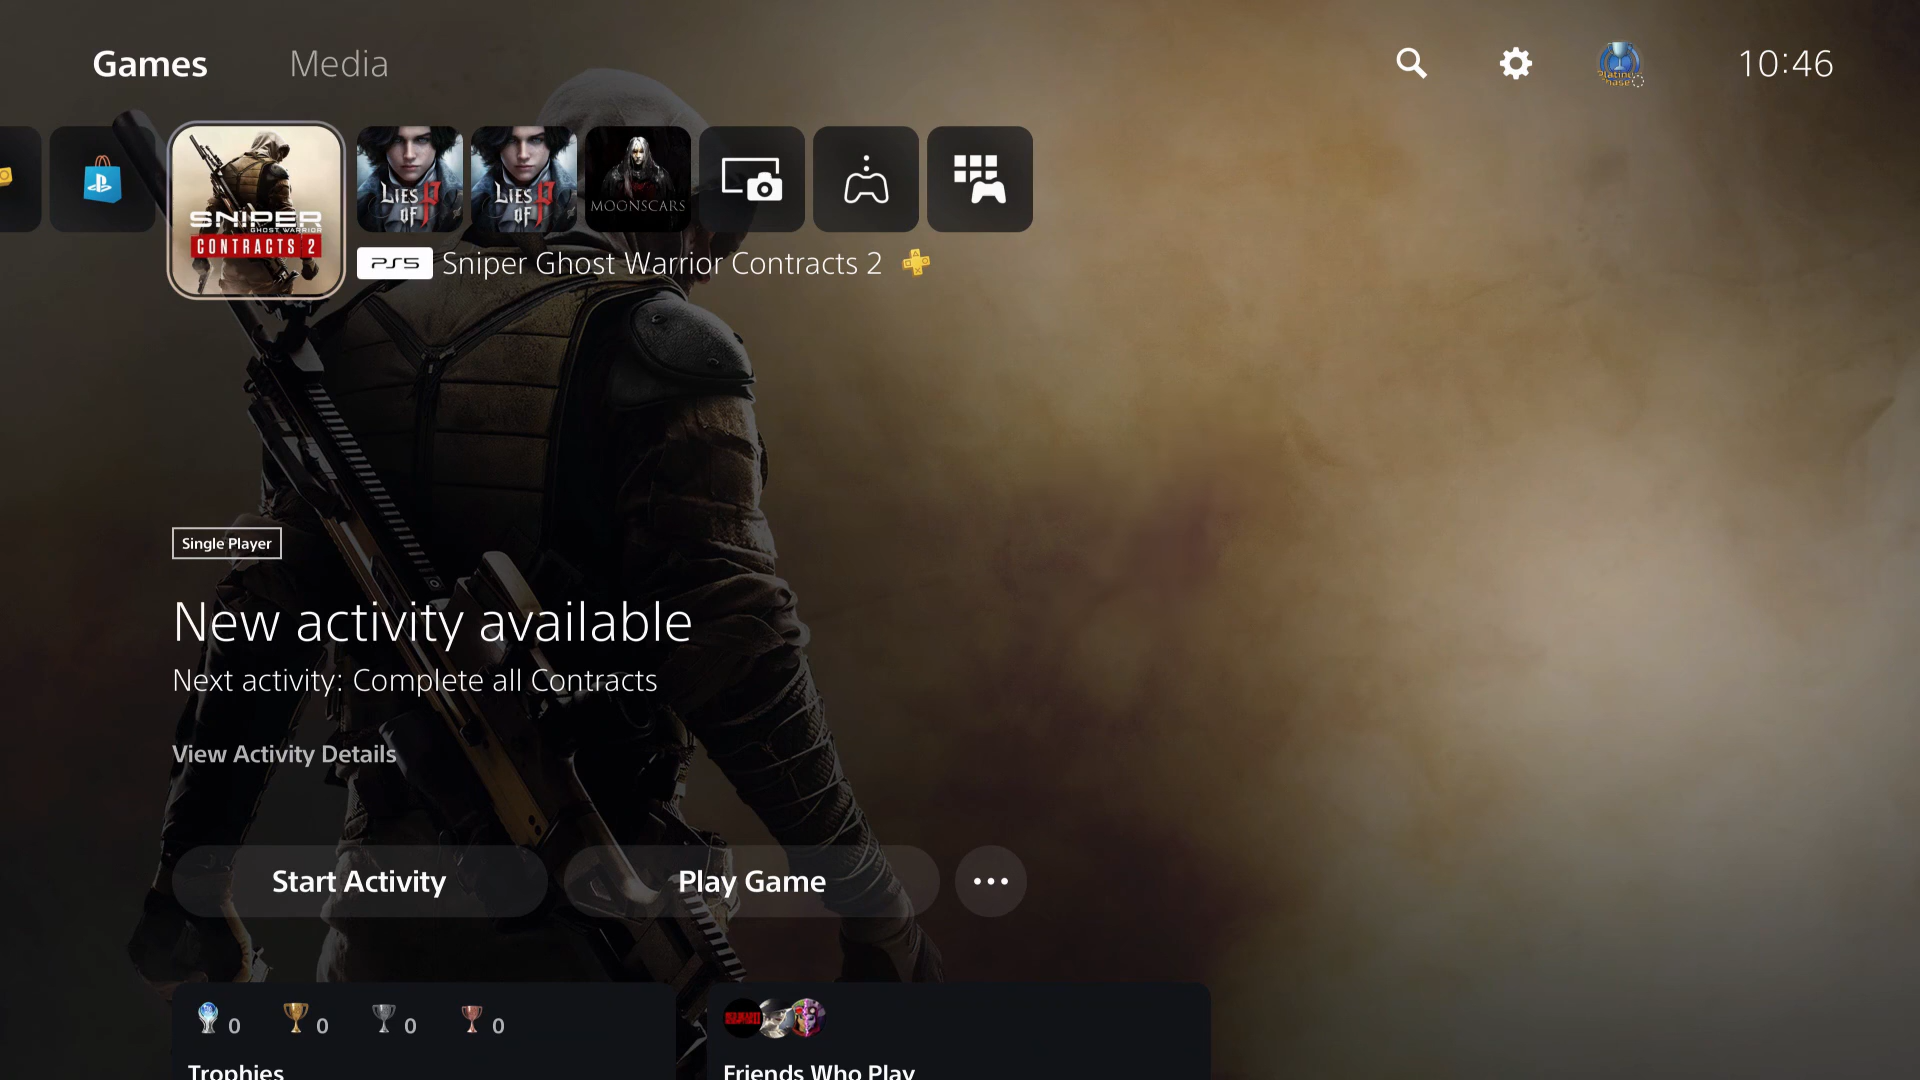 Games
Media
10:46
SNIPER
GHOST WARRIOR
CONTRACTS 2
LIES
OF P
LIES
OF P
MOONSCARS
PS5 Sniper Ghost Warrior Contracts 2
Single Player
New activity available
Next activity: Complete all Contracts
View Activity Details
Start Activity
Play Game
0 0 0 0
Trophies
Friends Who Play